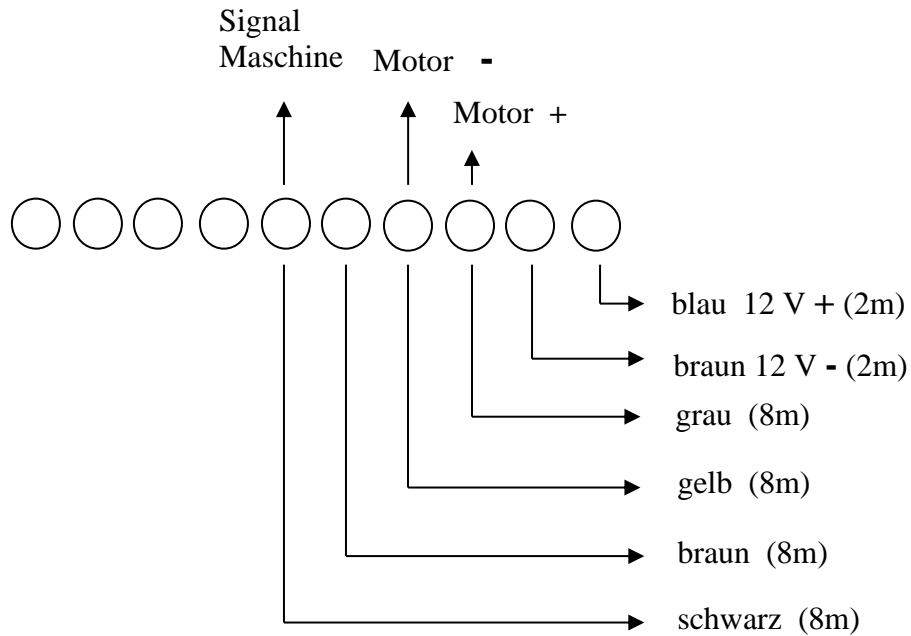 Signal
Maschine
Motor -
Motor +
blau 12 V + (2m)
braun 12 V - (2m)
grau (8m)
gelb (8m)
braun (8m)
schwarz (8m)